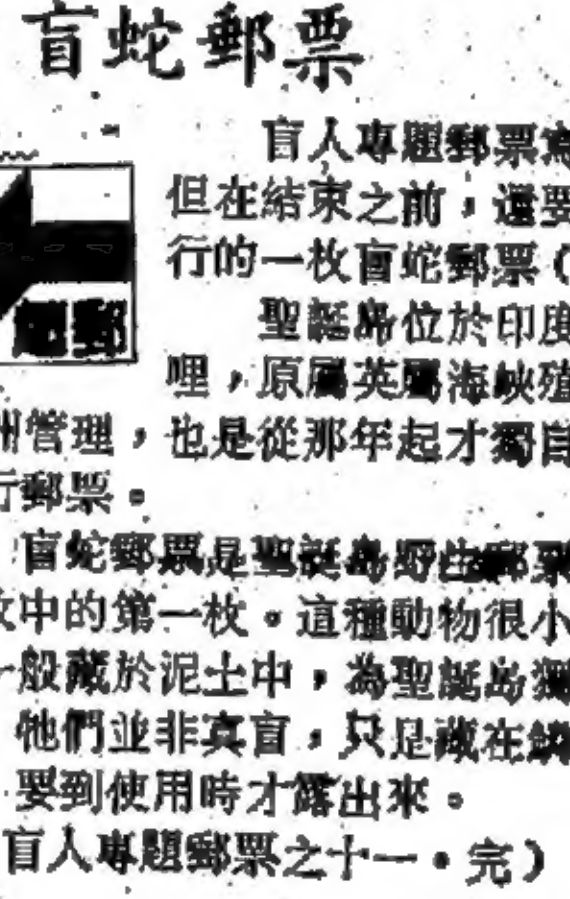 盲蛇郵票
盲人專題郵票寫
但在結束之前，還要
行的一枚盲蛇郵票（
聖誕島位於印度
哩，原屬英屬海峽殖
洲管理，也是從那年起才獨自
行郵票。
盲蛇郵票是聖誕島野生郵票
枚中的第一枚。這種動物很小
一般藏於泥土中，為聖誕島獨
牠們並非真盲，只是藏在鱗
要到使用時才露出來。
盲人專題郵票之十一。完）